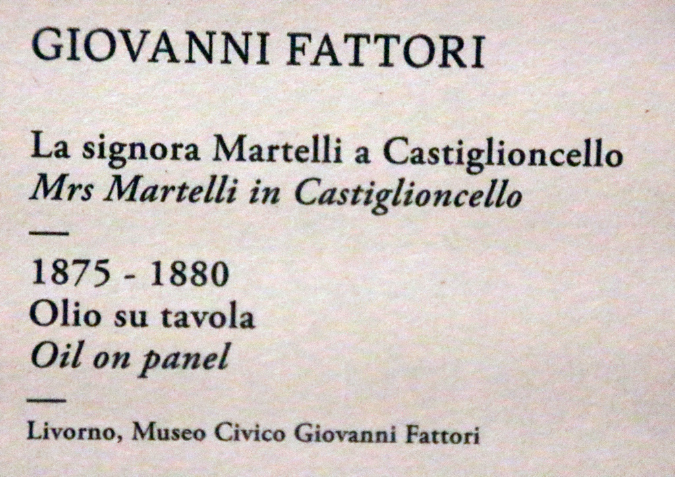 GIOVANNI FATTORI
La signora Martelli a Castiglioncello
Mrs Martelli in Castiglioncello
1875 - 1880
Olio su tavola
Oil on panel
Livorno, Museo Civico Giovanni Fattori